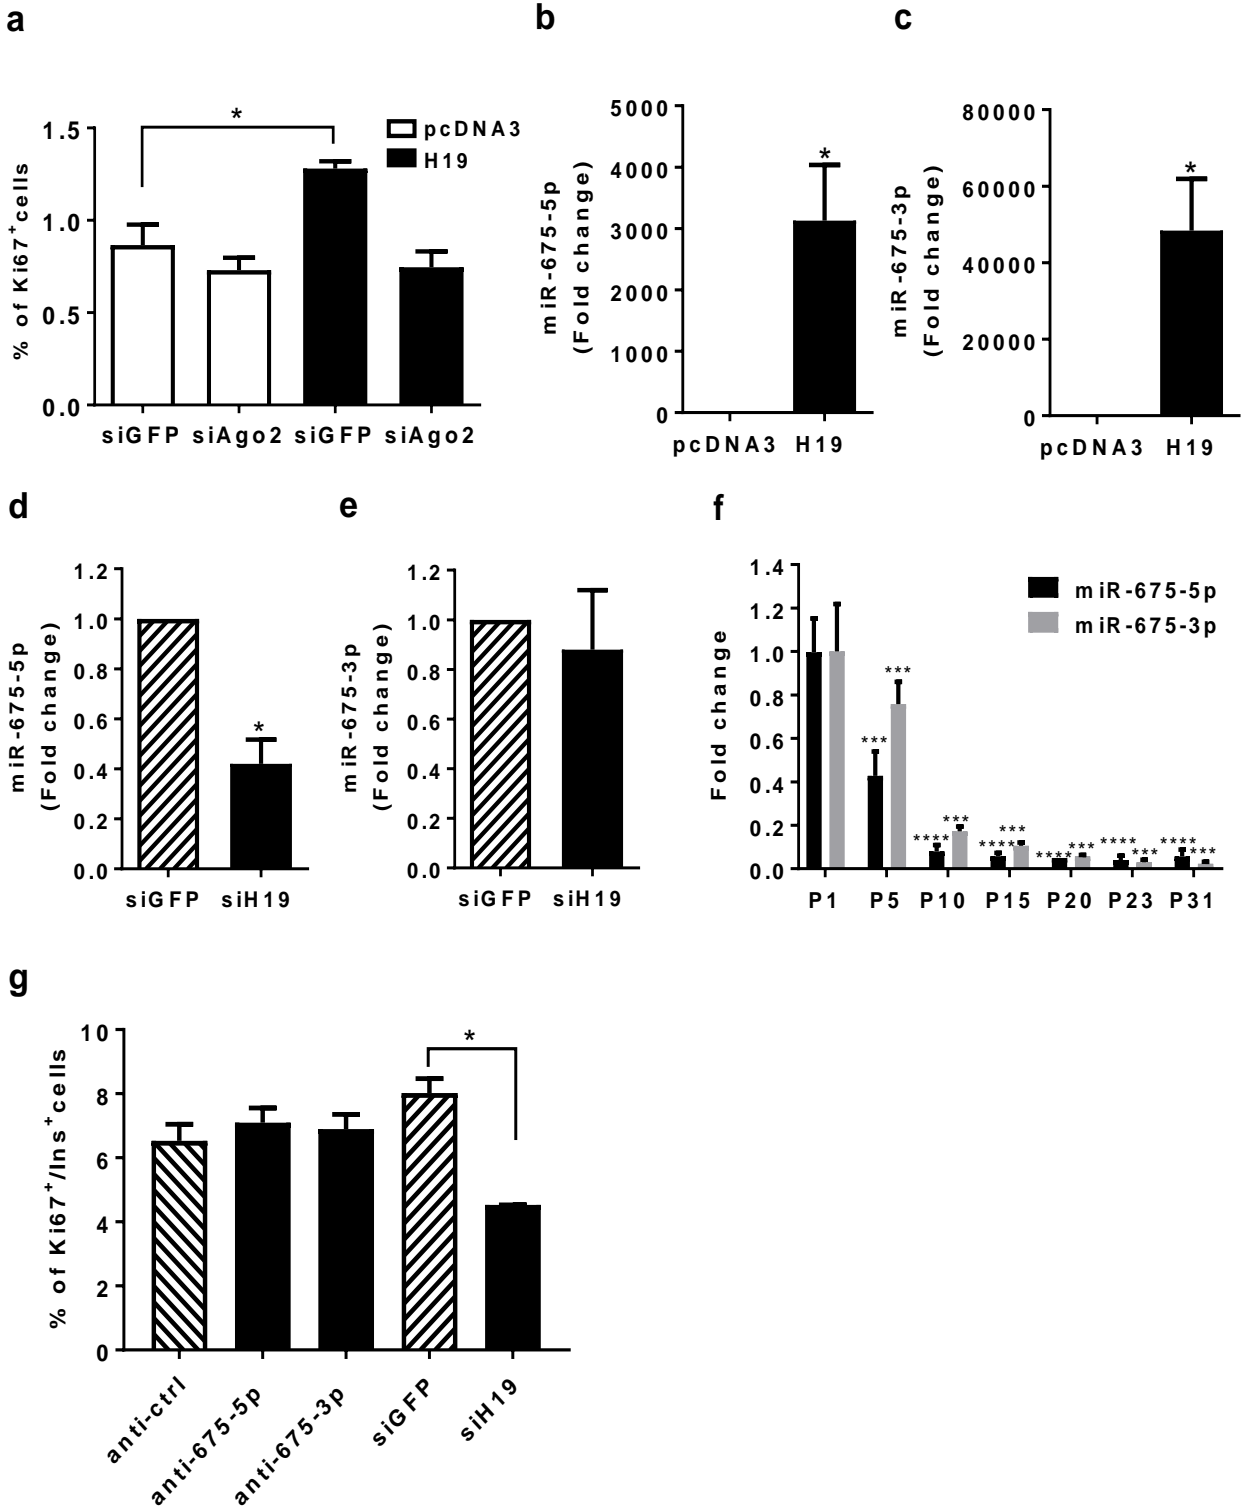 a
% of Ki67+cells
1.5
1.0
0.5
0.0
*
pcDNA3
H19
siGFP siAgo2 siGFP siAgo2
b
miR-675-5p
(Fold change)
5000
4000
3000
2000
1000
0
*
pcDNA3 H19
c
miR-675-3p
(Fold change)
80000
60000
40000
20000
0
*
pcDNA3 H19
d
miR-675-5p
(Fold change)
1.2
1.0
0.8
0.6
0.4
0.2
0.0
*
siGFP siH19
e
miR-675-3p
(Fold change)
1.2
1.0
0.8
0.6
0.4
0.2
0.0
siGFP siH19
f
Fold change
1.4
1.2
1.0
0.8
0.6
0.4
0.2
0.0
miR-675-5p
miR-675-3p
*** ***
**** ***
**** ***
**** ***
**** ***
**** ***
P1 P5 P10 P15 P20 P23 P31
g
% of Ki67+/Ins+cells
10
8
6
4
2
0
*
anti-ctrl
anti-675-5p
anti-675-3p
siGFP
siH19